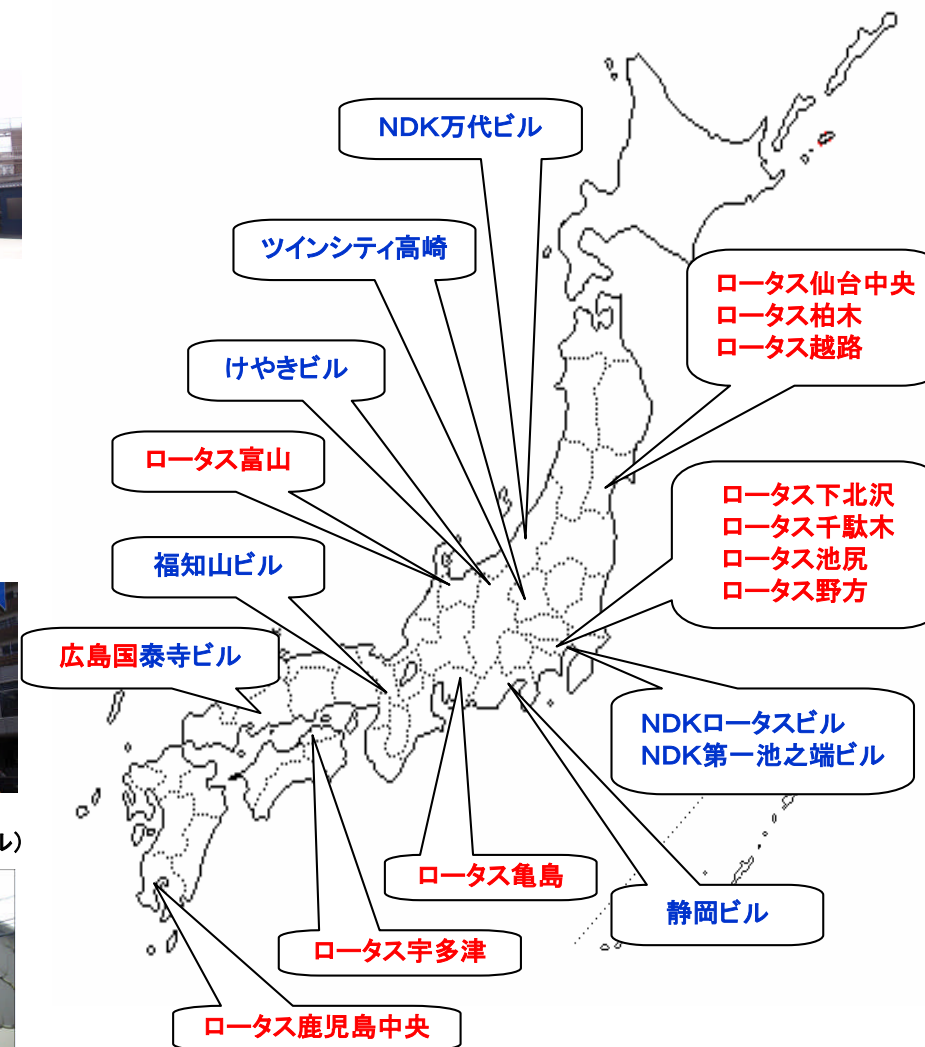 NDK万代ビル
ツインシティ高崎
ロータス仙台中央
ロータス柏木
ロータス越路
けやきビル
ロータス富山
ロータス下北沢
ロータス千駄木
ロータス池尻
ロータス野方
福知山ビル
広島国泰寺ビル
NDKロータスビル
NDK第一池之端ビル
ル)
ロータス亀島
静岡ビル
ロータス宇多津
ロータス鹿児島中央